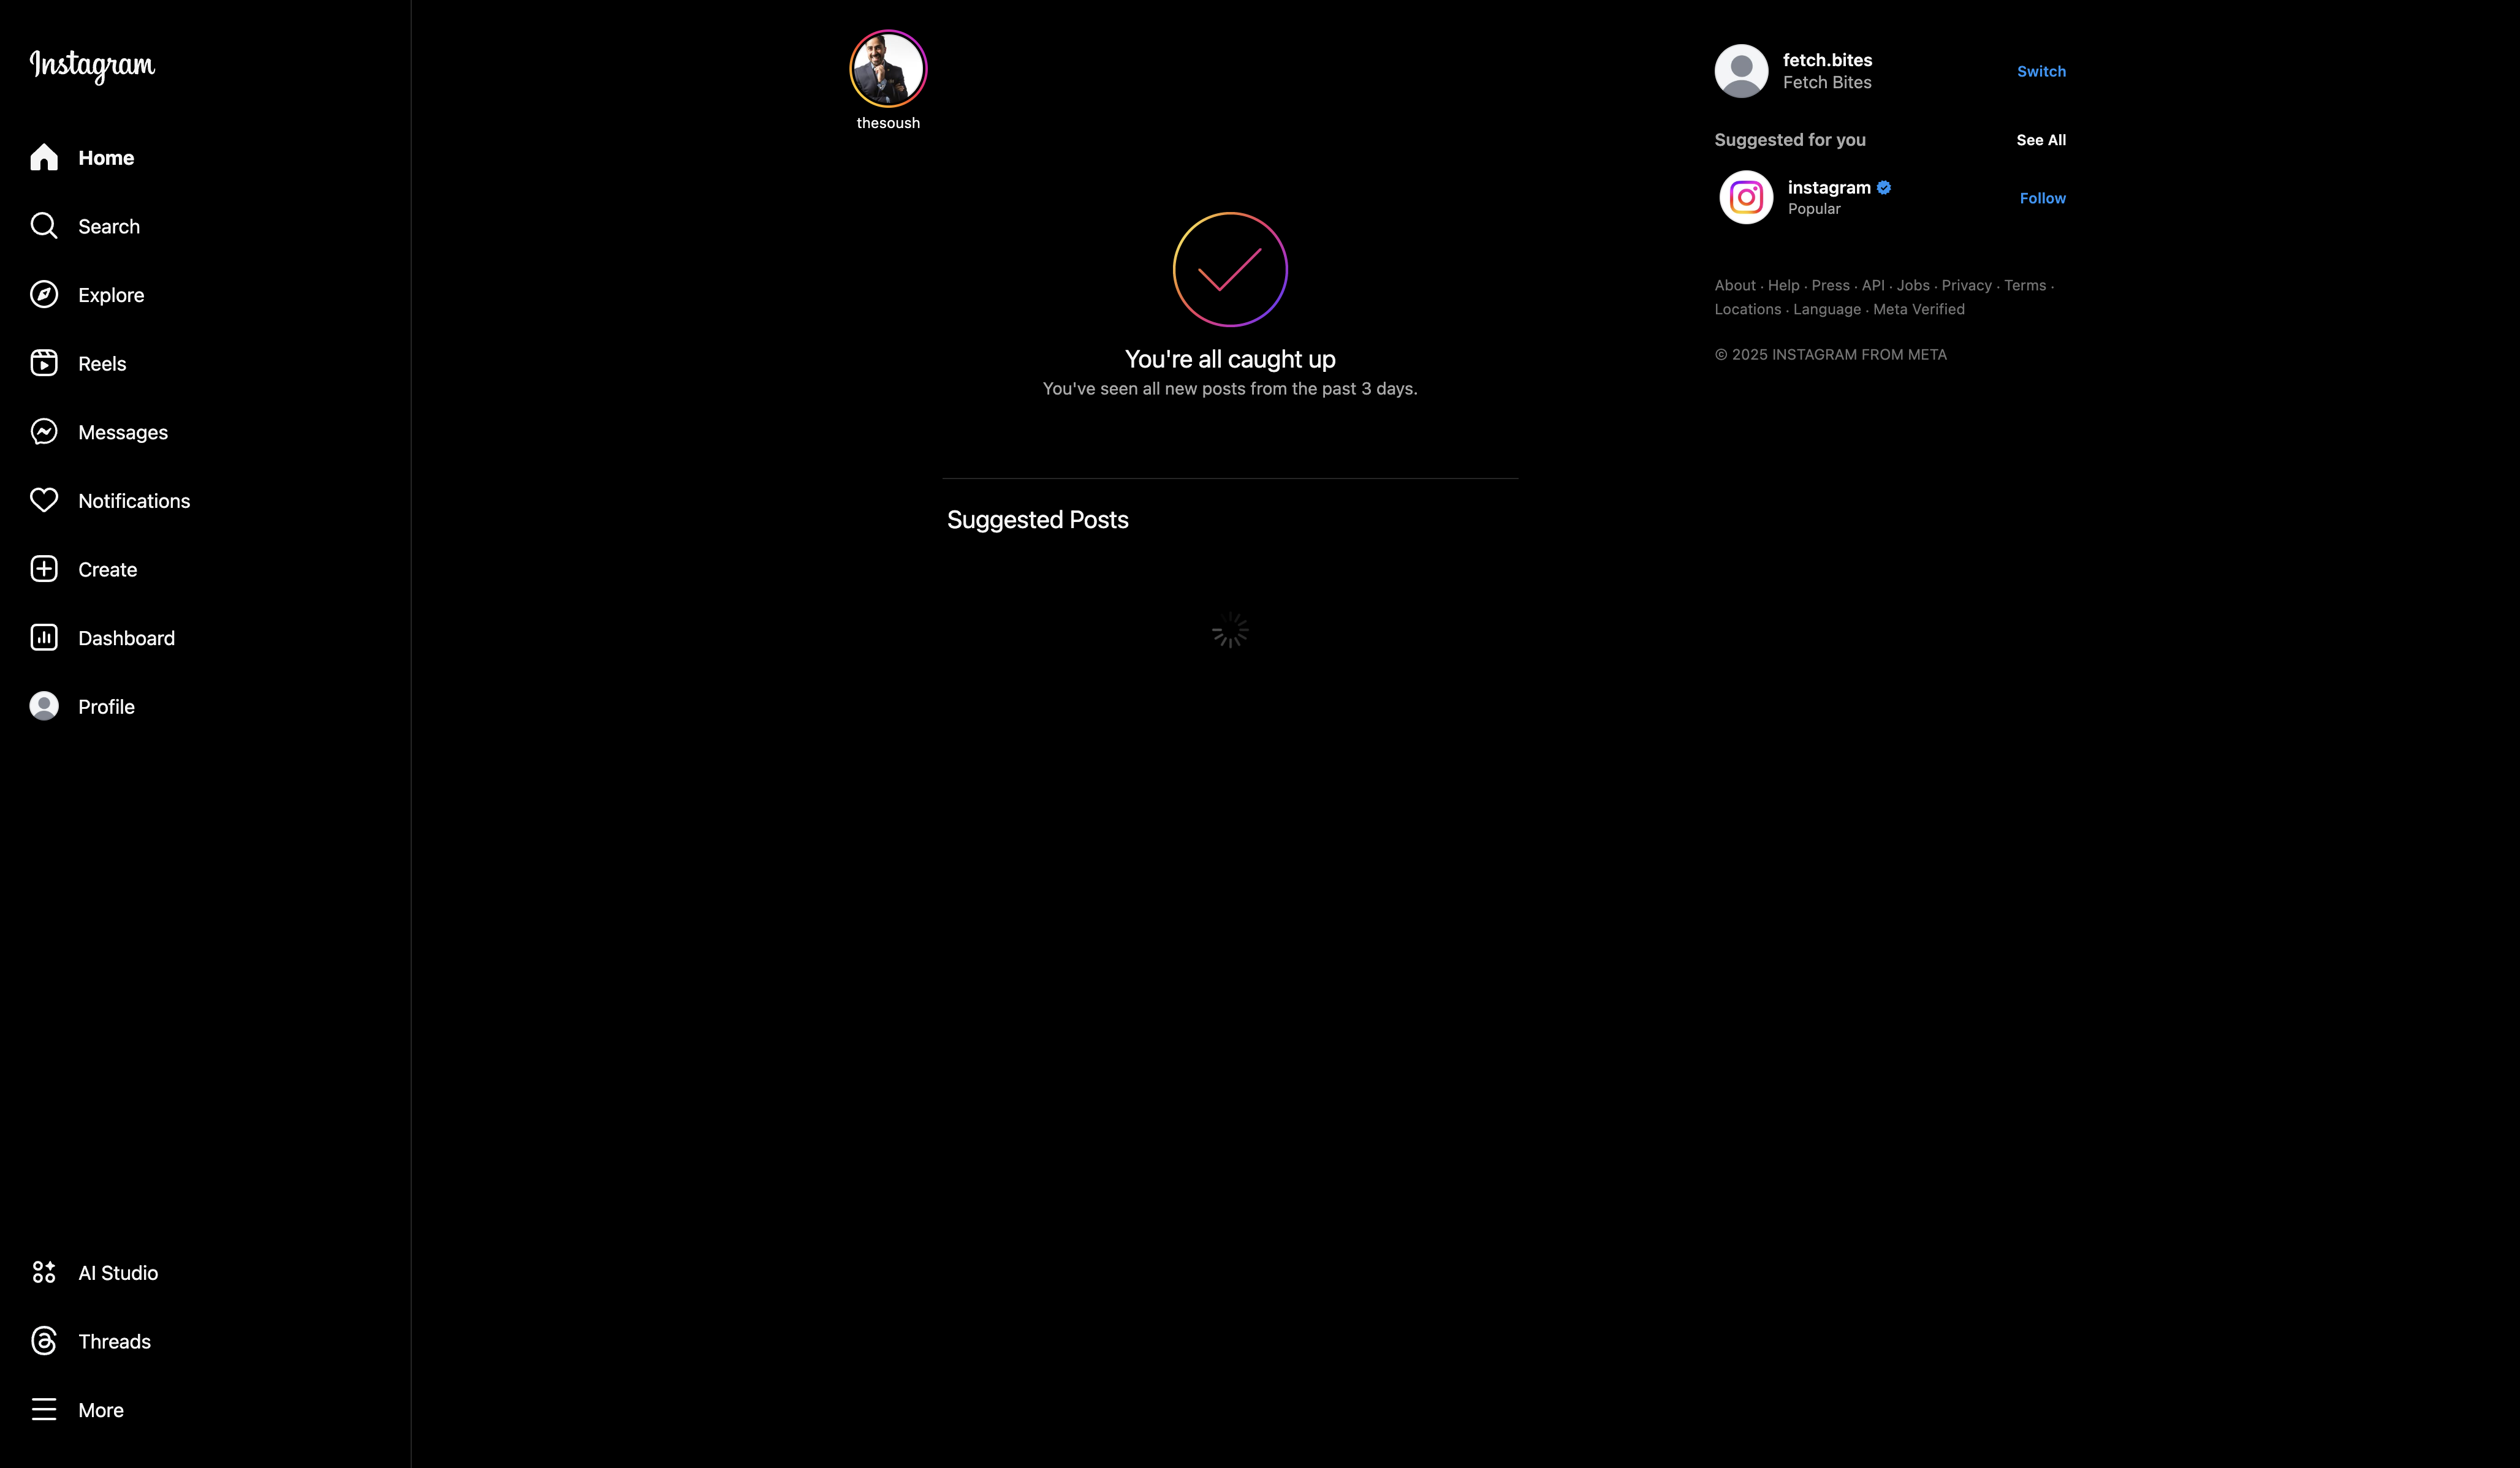 Instagram
Home
Search
Explore
Reels
Messages
Notifications
Create
Dashboard
Profile
AI Studio
Threads
More
thesoush
You're all caught up
You've seen all new posts from the past 3 days.
Suggested Posts
fetch.bites
Fetch Bites
Switch
Suggested for you
See All
instagram
Popular
Follow
About · Help · Press · API · Jobs · Privacy · Terms ·
Locations · Language · Meta Verified
© 2025 INSTAGRAM FROM META